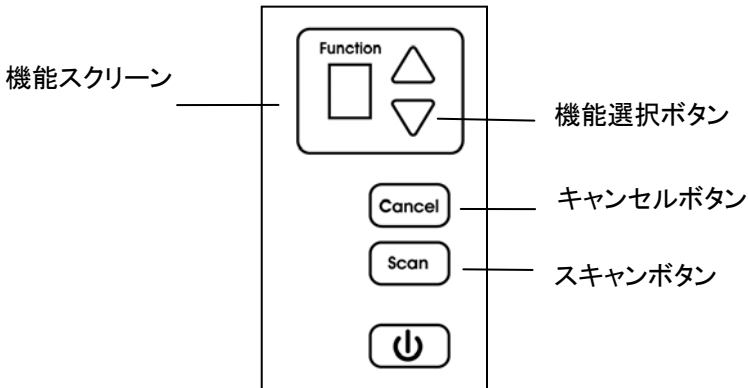 Function
機能スクリーン
機能選択ボタン
Cancel
キャンセルボタン
Scan
スキャンボタン